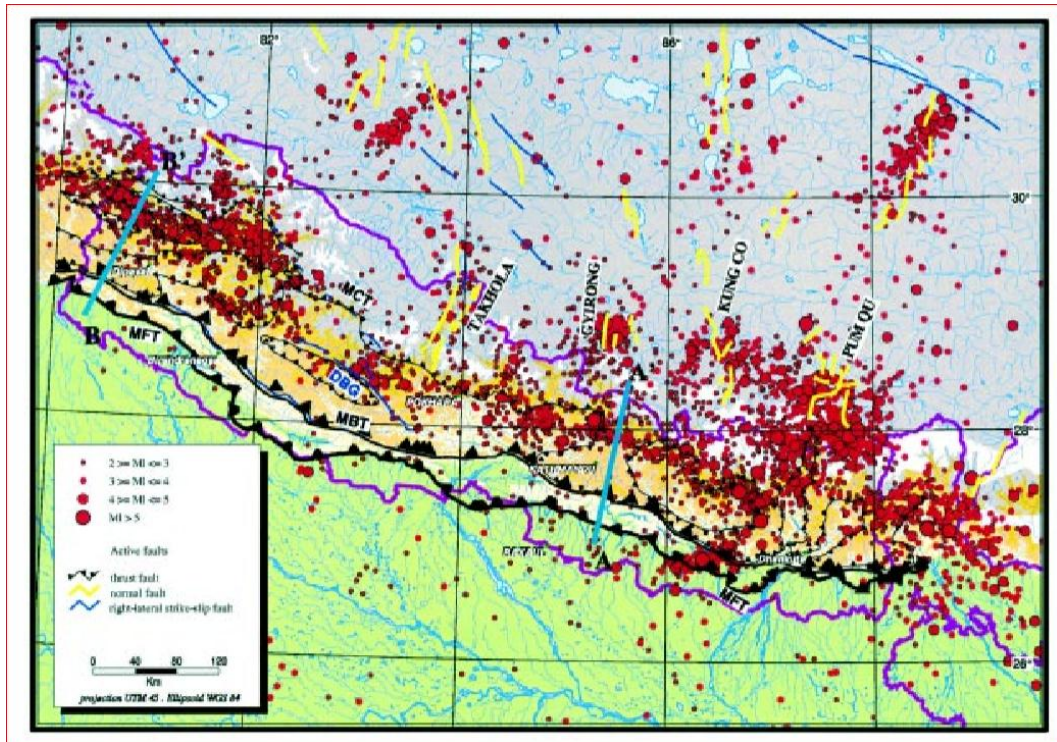 82°
86°
B'
30°
KUNG CO
TAKHOLA
GYIRONG
MCT
PUM QU
MFT
B
A'
DBG
POKHARA
MBT
28°
2 >= Ml <= 3
3 >= Ml <= 4
4 >= Ml <= 5
Ml > 5
Active faults
thrust fault
normal fault
right-lateral strike-slip fault
A
MFT
26°
0 40 80 120
Km
projection UTM 45 , Ellipsoid WGS 84